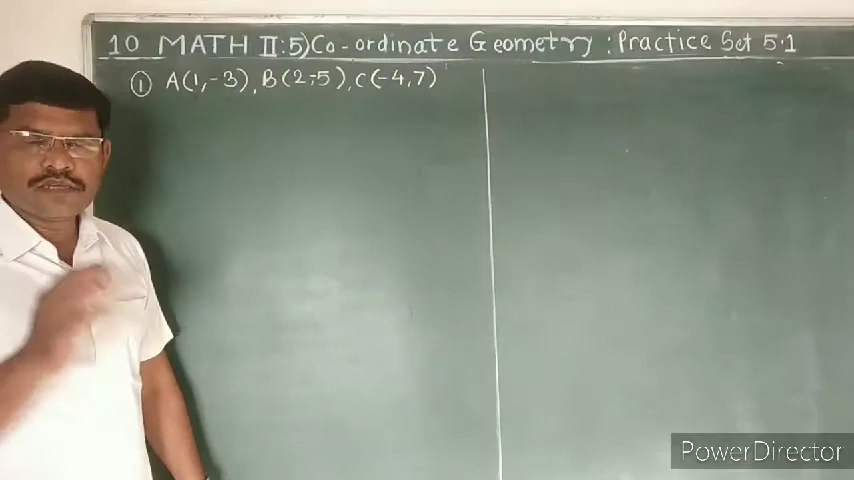 10 MATH II:5) Co-ordinate Geometry : Practice Set 5.1
① A(1,-3), B(2,-5), C(-4,7)
PowerDirector